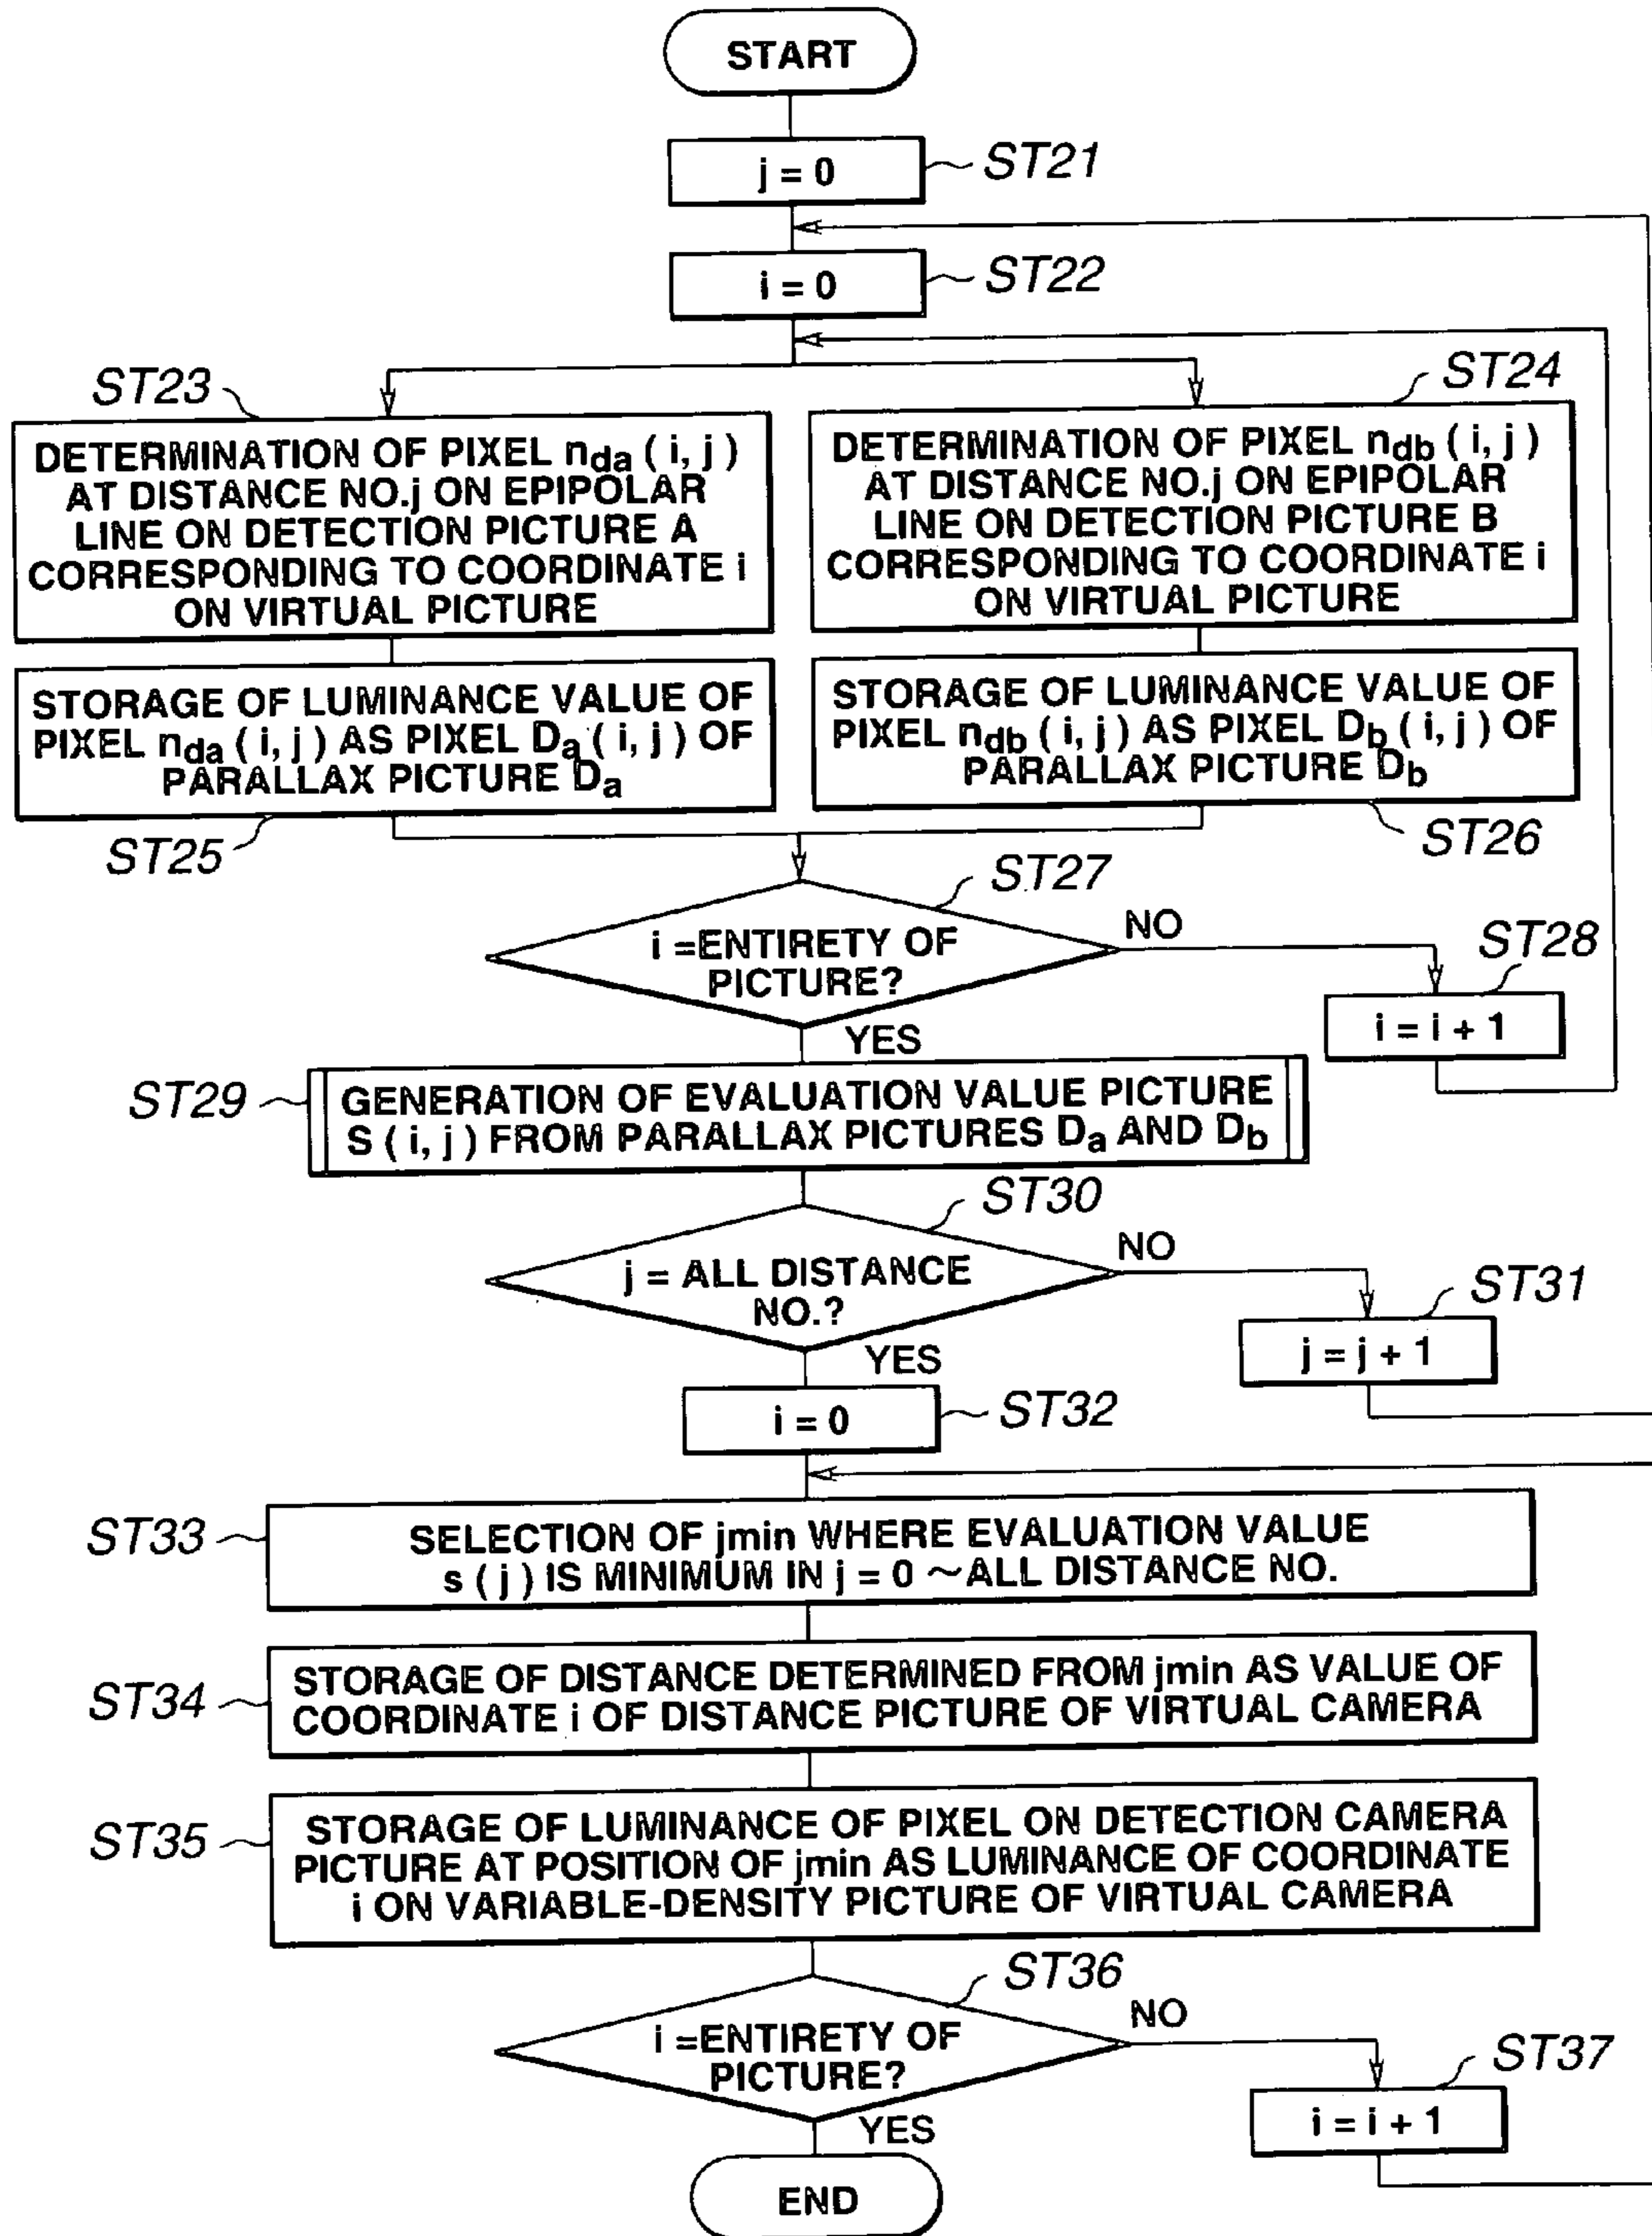 START
j = 0
ST21
i = 0
ST22
ST23
ST24
DETERMINATION OF PIXEL nda ( i, j )
AT DISTANCE NO.j ON EPIPOLAR
LINE ON DETECTION PICTURE A
CORRESPONDING TO COORDINATE i
ON VIRTUAL PICTURE
DETERMINATION OF PIXEL ndb ( i, j )
AT DISTANCE NO.j ON EPIPOLAR
LINE ON DETECTION PICTURE B
CORRESPONDING TO COORDINATE i
ON VIRTUAL PICTURE
STORAGE OF LUMINANCE VALUE OF
PIXEL nda ( i, j ) AS PIXEL Da ( i, j ) OF
PARALLAX PICTURE Da
STORAGE OF LUMINANCE VALUE OF
PIXEL ndb ( i, j ) AS PIXEL Db ( i, j ) OF
PARALLAX PICTURE Db
ST25
ST26
ST27
i =ENTIRETY OF
PICTURE?
NO
ST28
i = i + 1
YES
ST29
GENERATION OF EVALUATION VALUE PICTURE
S ( i, j ) FROM PARALLAX PICTURES Da AND Db
ST30
j = ALL DISTANCE
NO.?
NO
ST31
j = j + 1
YES
i = 0
ST32
ST33
SELECTION OF jmin WHERE EVALUATION VALUE
s ( j ) IS MINIMUM IN j = 0 ~ALL DISTANCE NO.
ST34
STORAGE OF DISTANCE DETERMINED FROM jmin AS VALUE OF
COORDINATE i OF DISTANCE PICTURE OF VIRTUAL CAMERA
ST35
STORAGE OF LUMINANCE OF PIXEL ON DETECTION CAMERA
PICTURE AT POSITION OF jmin AS LUMINANCE OF COORDINATE
i ON VARIABLE-DENSITY PICTURE OF VIRTUAL CAMERA
ST36
i =ENTIRETY OF
PICTURE?
NO
ST37
i = i + 1
YES
END